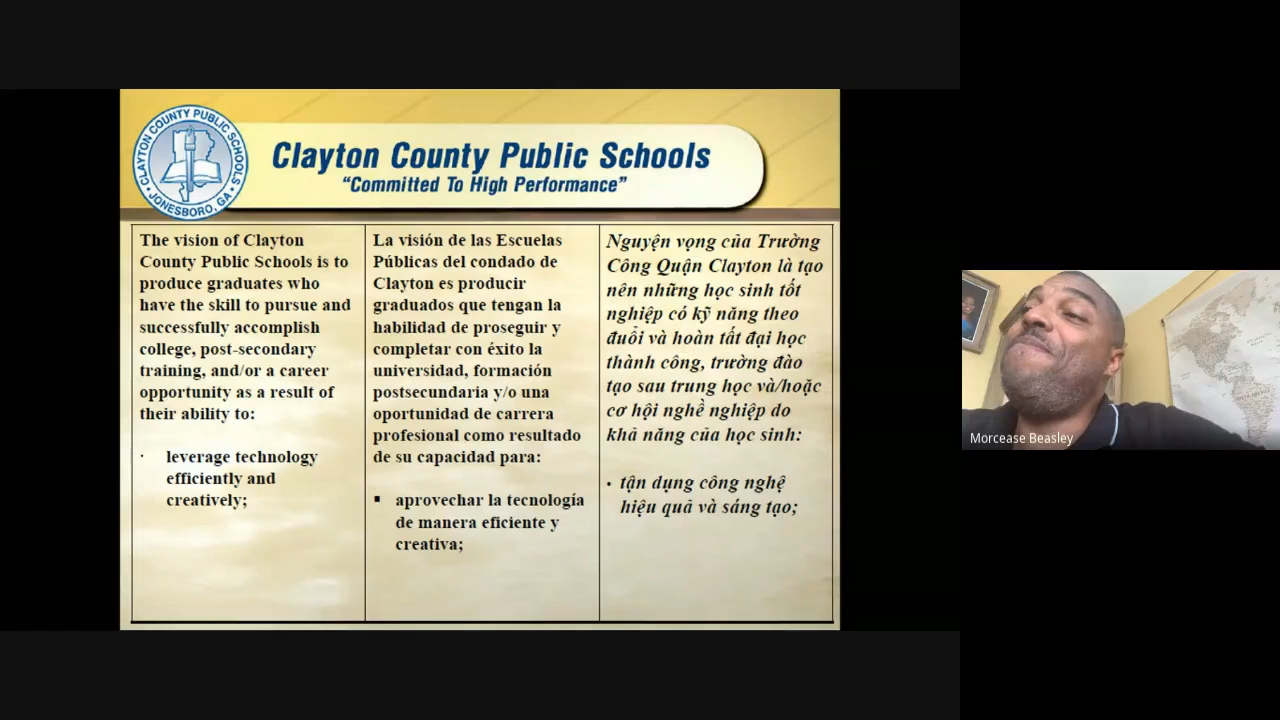 CLAYTON COUNTY PUBLIC SCHOOLS
JONESBORO, GA.
Clayton County Public Schools
“Committed To High Performance”
The vision of Clayton
County Public Schools is to
produce graduates who
have the skill to pursue and
successfully accomplish
college, post-secondary
training, and/or a career
opportunity as a result of
their ability to:
· leverage technology
efficiently and
creatively;
La visión de las Escuelas
Públicas del condado de
Clayton es producir
graduados que tengan la
habilidad de proseguir y
completar con éxito la
universidad, formación
postsecundaria y/o una
oportunidad de carrera
profesional como resultado
de su capacidad para:
▪ aprovechar la tecnología
de manera eficiente y
creativa;
Nguyện vọng của Trường
Công Quận Clayton là tạo
nên những học sinh tốt
nghiệp có kỹ năng theo
đuổi và hoàn tất đại học
thành công, trường đào
tạo sau trung học và/hoặc
cơ hội nghề nghiệp do
khả năng của học sinh:
• tận dụng công nghệ
hiệu quả và sáng tạo;
Morcease Beasley